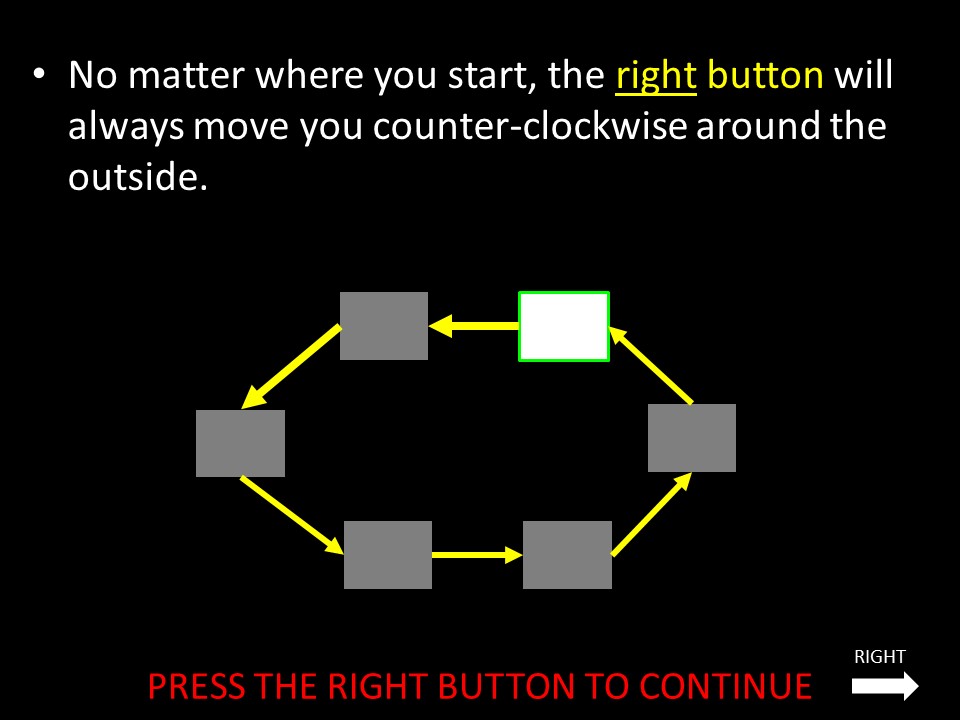 • No matter where you start, the right button will
always move you counter-clockwise around the
outside.
RIGHT
PRESS THE RIGHT BUTTON TO CONTINUE